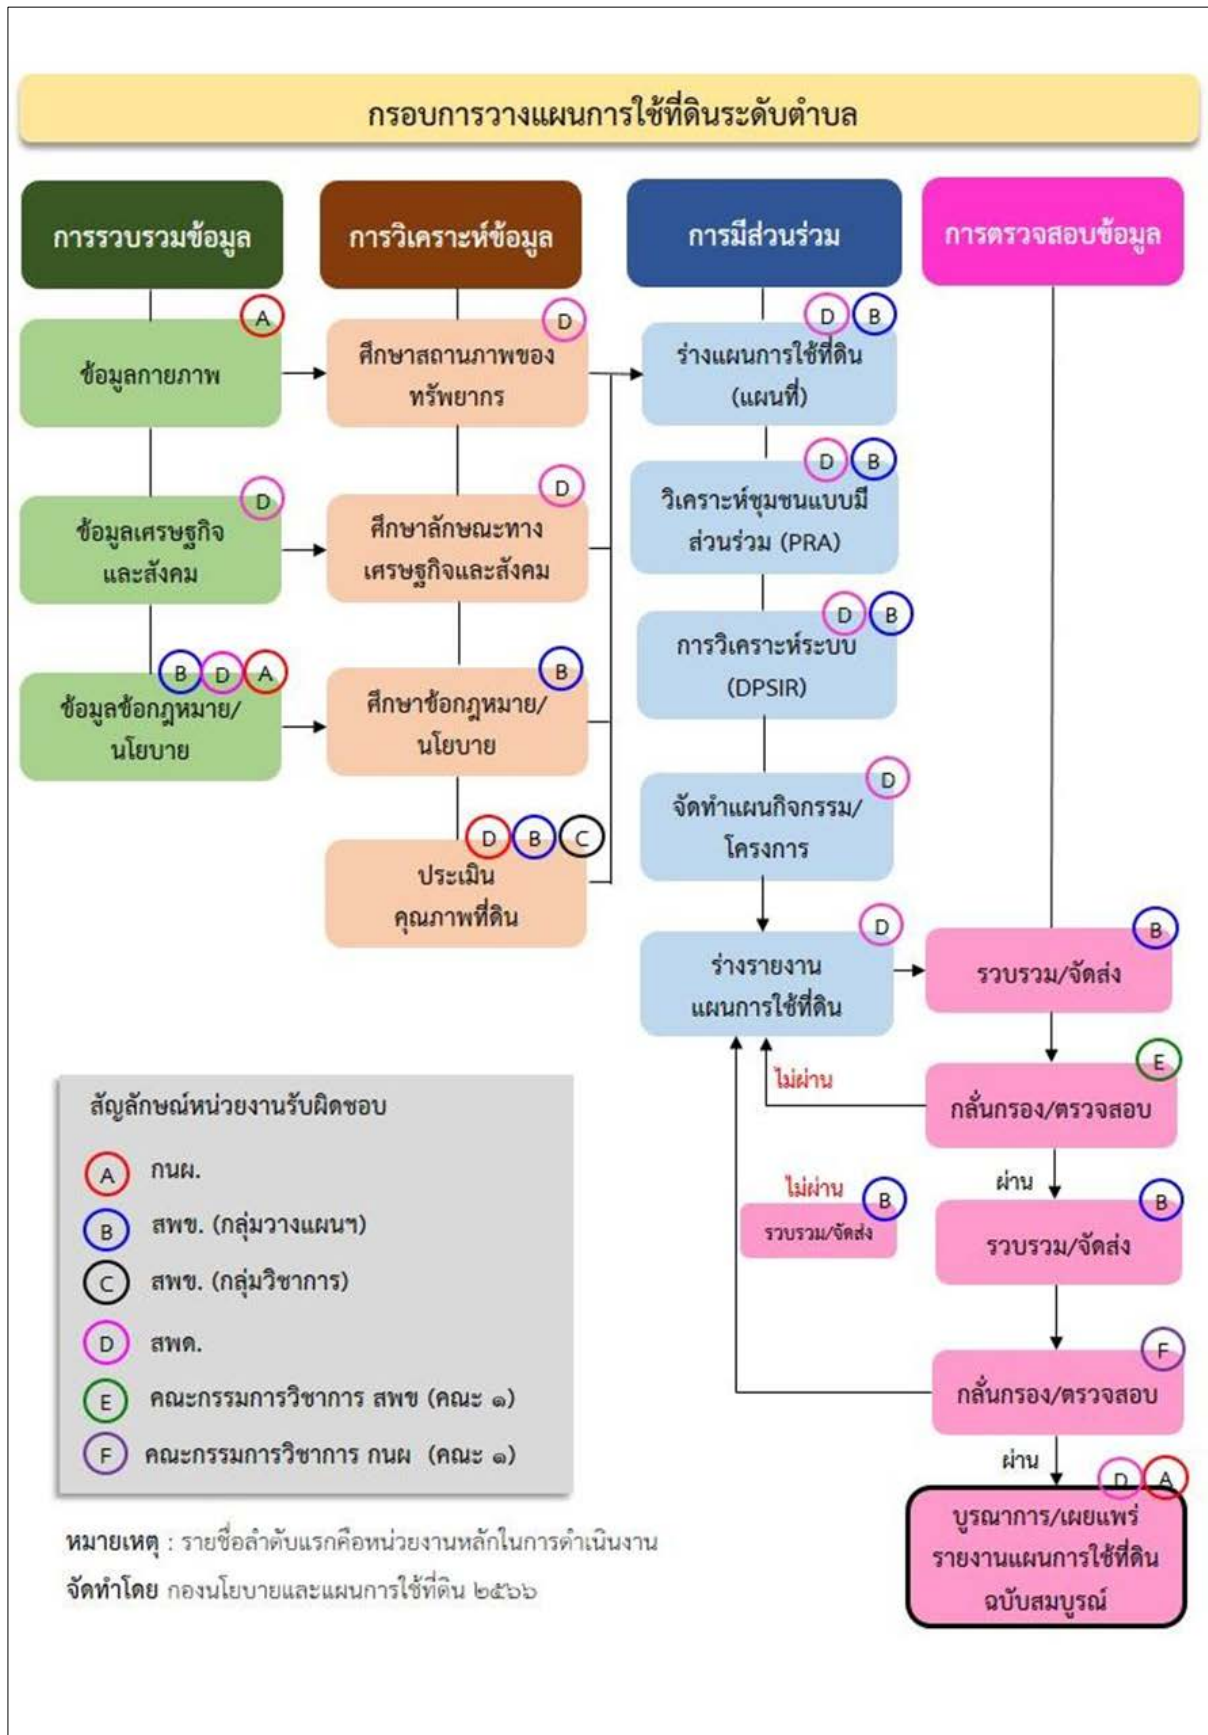 กรอบการวางแผนการใช้ที่ดินระดับตำบล
การรวบรวมข้อมูล
การวิเคราะห์ข้อมูล
การมีส่วนร่วม
การตรวจสอบข้อมูล
A
ข้อมูลกายภาพ
D
ข้อมูลเศรษฐกิจ
และสังคม
B D A
ข้อมูลข้อกฎหมาย/
นโยบาย
D
ศึกษาสถานภาพของ
ทรัพยากร
D
ศึกษาลักษณะทาง
เศรษฐกิจและสังคม
B
ศึกษาข้อกฎหมาย/
นโยบาย
D B C
ประเมิน
คุณภาพที่ดิน
D B
ร่างแผนการใช้ที่ดิน
(แผนที่)
D B
วิเคราะห์ชุมชนแบบมี
ส่วนร่วม (PRA)
D B
การวิเคราะห์ระบบ
(DPSIR)
D
จัดทำแผนกิจกรรม/
โครงการ
D
ร่างรายงาน
แผนการใช้ที่ดิน
B
รวบรวม/จัดส่ง
E
กลั่นกรอง/ตรวจสอบ
ไม่ผ่าน
ผ่าน
B
รวบรวม/จัดส่ง
ไม่ผ่าน
B
รวบรวม/จัดส่ง
F
กลั่นกรอง/ตรวจสอบ
ผ่าน
D A
บูรณาการ/เผยแพร่
รายงานแผนการใช้ที่ดิน
ฉบับสมบูรณ์
สัญลักษณ์หน่วยงานรับผิดชอบ
A กนผ.
B สพข. (กลุ่มวางแผนฯ)
C สพข. (กลุ่มวิชาการ)
D สพด.
E คณะกรรมการวิชาการ สพข (คณะ ๑)
F คณะกรรมการวิชาการ กนผ (คณะ ๑)
หมายเหตุ : รายชื่อลำดับแรกคือหน่วยงานหลักในการดำเนินงาน
จัดทำโดย กองนโยบายและแผนการใช้ที่ดิน ๒๕๖๖